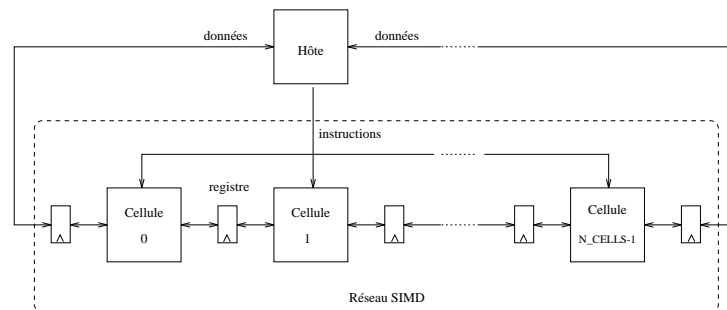 données
Hôte
données
instructions
registre
Cellule
0
Cellule
1
Cellule
N_CELLS-1
Réseau SIMD